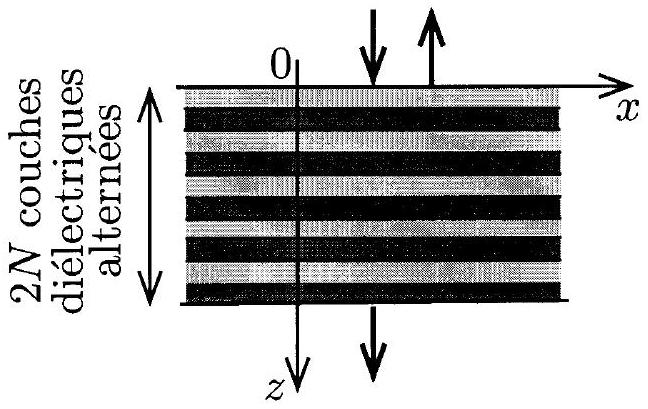 2N couches
diélectriques
alternées
0
x
z